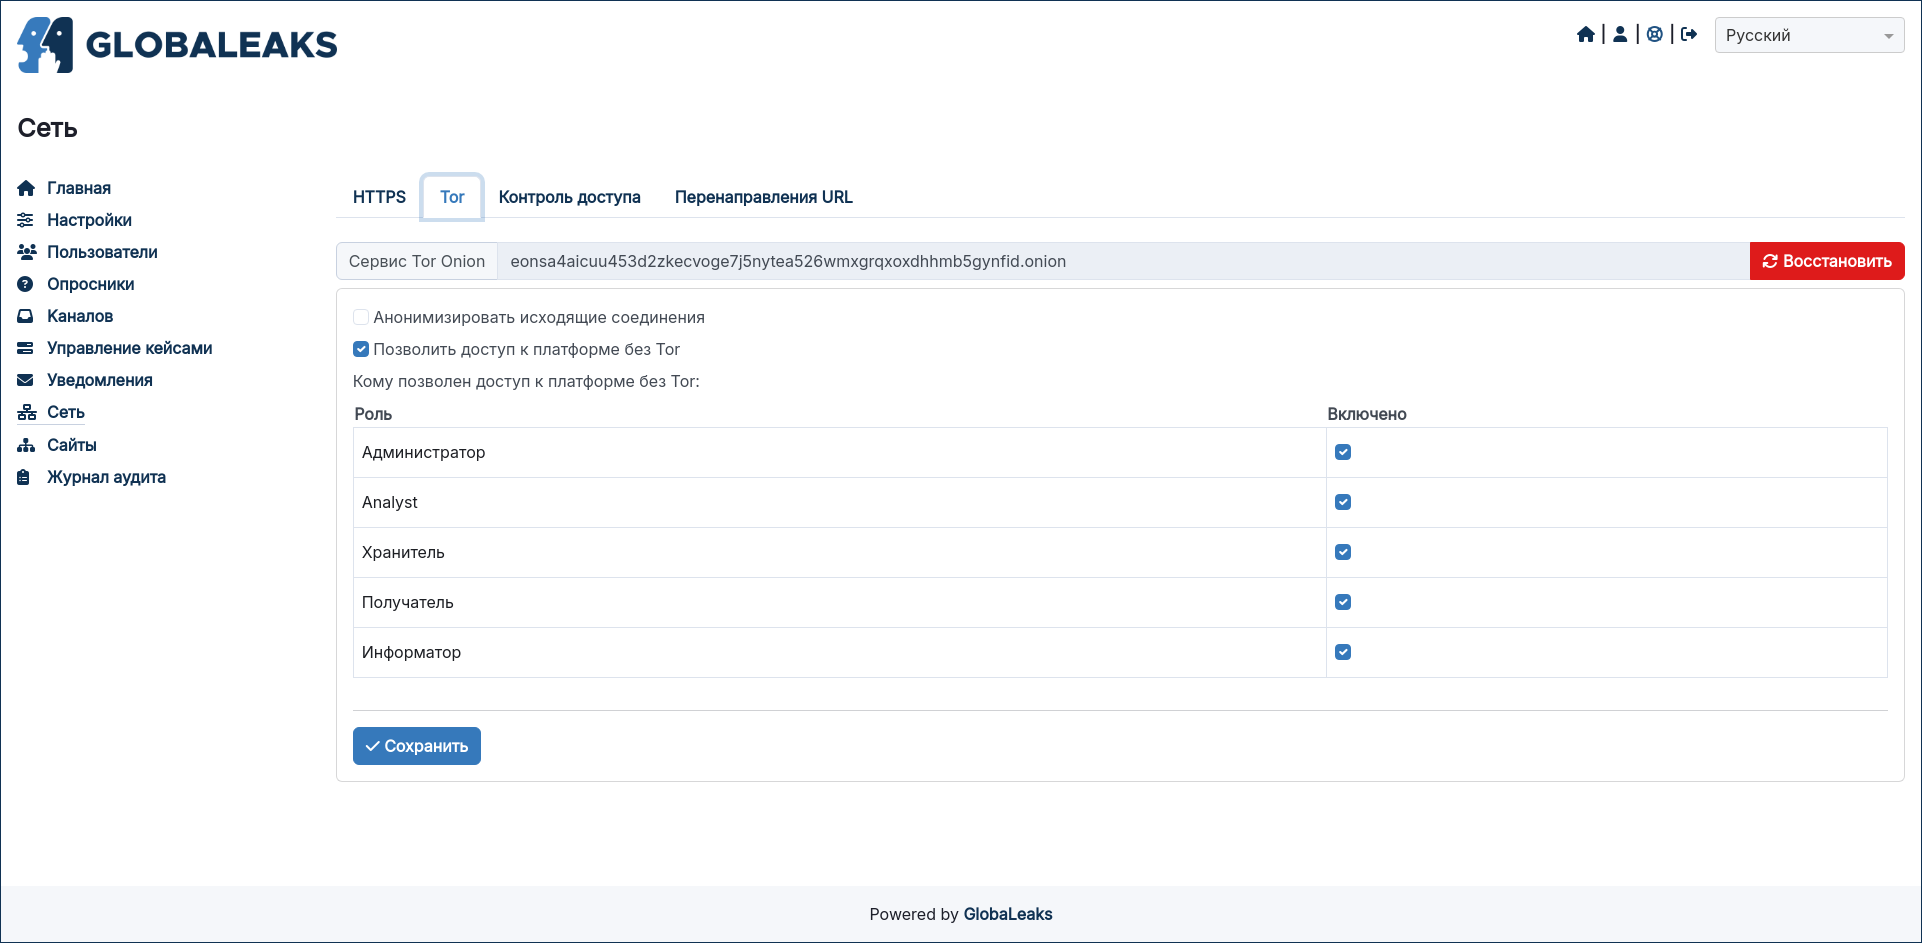 GLOBALEAKS
Русский
Сеть
Главная
Настройки
Пользователи
Опросники
Каналов
Управление кейсами
Уведомления
Сеть
Сайты
Журнал аудита
HTTPS Tor Контроль доступа Перенаправления URL
Сервис Tor Onion eonsa4aicuu453d2zkecvoge7j5nytea526wmxgrqxoxdhhmb5gynfid.onion Восстановить
Анонимизировать исходящие соединения
Позволить доступ к платформе без Tor
Кому позволен доступ к платформе без Tor:
Роль Включено
Администратор
Analyst
Хранитель
Получатель
Информатор
Сохранить
Powered by GlobaLeaks